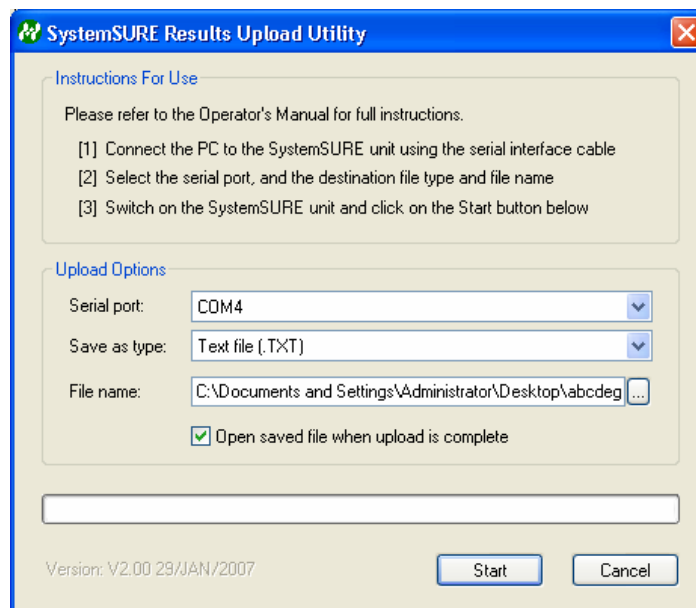 SystemSURE Results Upload Utility
Instructions For Use
Please refer to the Operator's Manual for full instructions.
[1] Connect the PC to the SystemSURE unit using the serial interface cable
[2] Select the serial port, and the destination file type and file name
[3] Switch on the SystemSURE unit and click on the Start button below
Upload Options
Serial port: COM4
Save as type: Text file (.TXT)
File name: C:\Documents and Settings\Administrator\Desktop\abcdeg ...
Open saved file when upload is complete
Version: V2.00 29/JAN/2007 Start Cancel